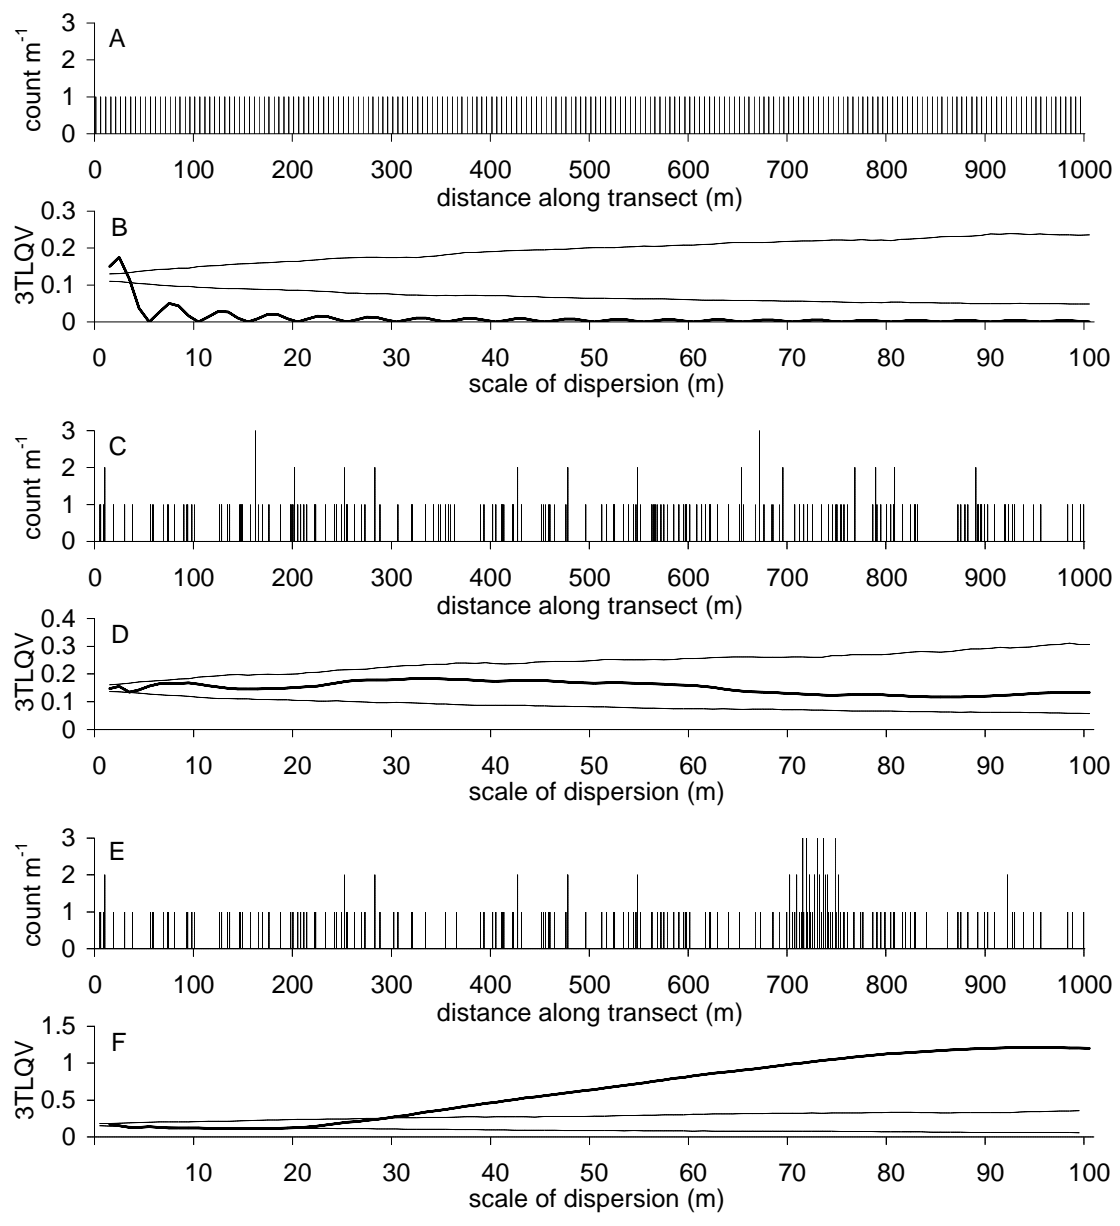 3
A
2
1
0
count m-1
0 100 200 300 400 500 600 700 800 900 1000
distance along transect (m)
0.3
B
0.2
0.1
0
3TLQV
0 10 20 30 40 50 60 70 80 90 100
scale of dispersion (m)
3
C
2
1
0
count m-1
0 100 200 300 400 500 600 700 800 900 1000
distance along transect (m)
0.4
D
0.3
0.2
0.1
0
3TLQV
0 10 20 30 40 50 60 70 80 90 100
scale of dispersion (m)
3
E
2
1
0
count m-1
0 100 200 300 400 500 600 700 800 900 1000
distance along transect (m)
1.5
F
1
0.5
0
3TLQV
10 20 30 40 50 60 70 80 90 100
scale of dispersion (m)